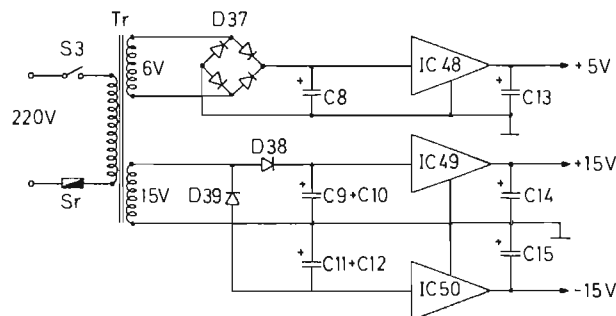 Tr
D37
S3
6V
IC48
+5V
C8
C13
220V
D38
IC49
+15V
15V
D39
C9+C10
C14
Sr
C11+C12
C15
IC50
-15V